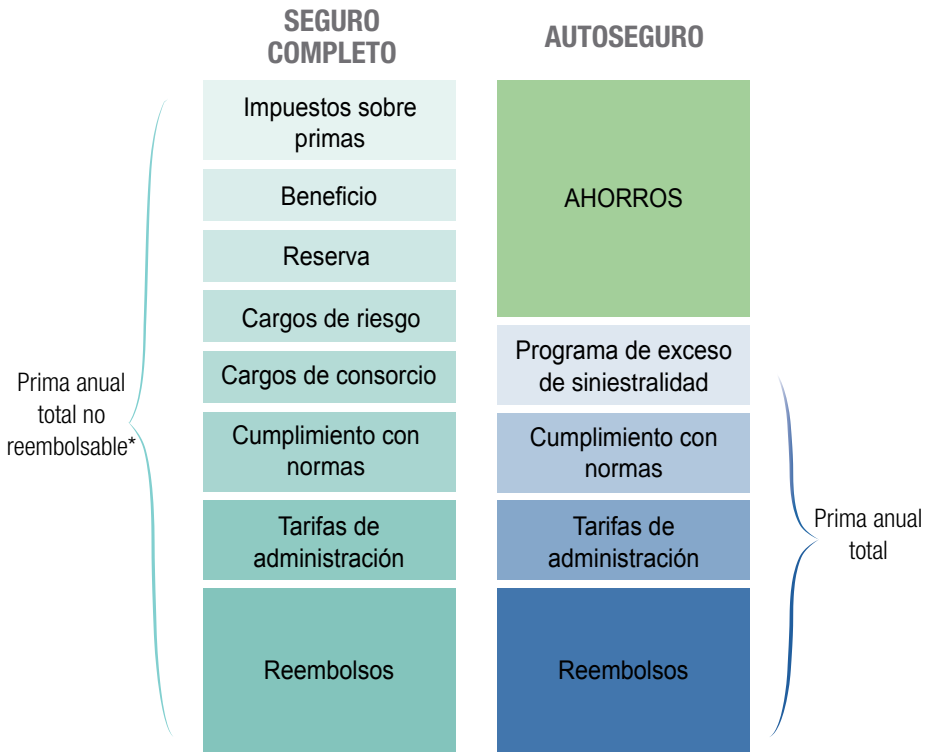 SEGURO
COMPLETO
AUTOSEGURO
Prima anual
total no
reembolsable*
Impuestos sobre
primas
Beneficio
Reserva
Cargos de riesgo
Cargos de consorcio
Cumplimiento con
normas
Tarifas de
administración
Reembolsos
AHORROS
Programa de exceso
de siniestralidad
Cumplimiento con
normas
Tarifas de
administración
Reembolsos
Prima anual
total